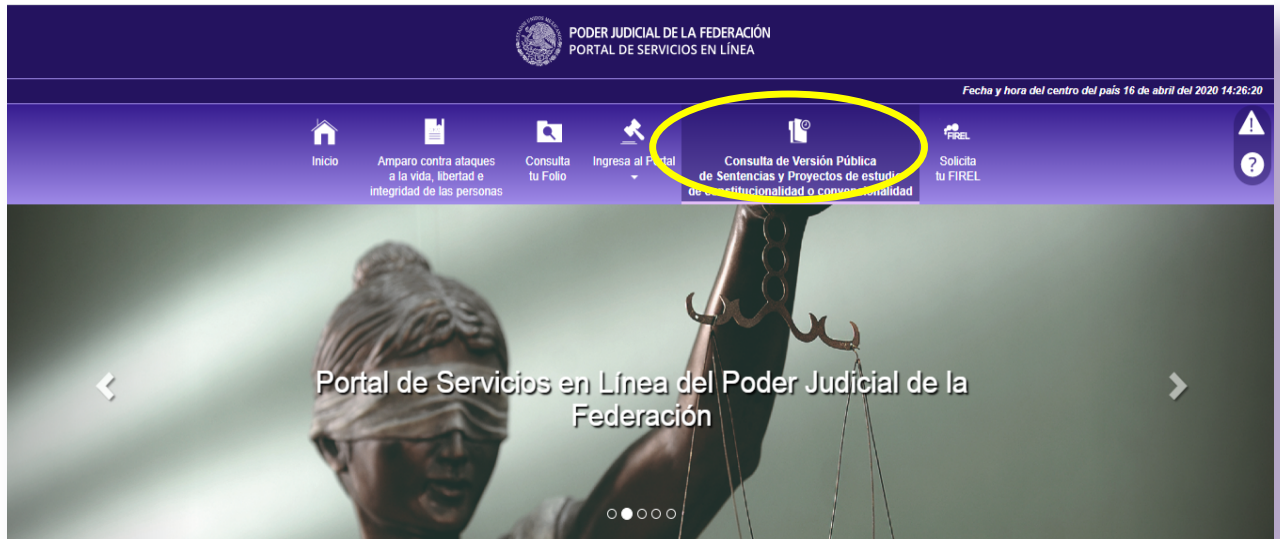 PODER JUDICIAL DE LA FEDERACIÓN
PORTAL DE SERVICIOS EN LÍNEA
Fecha y hora del centro del país 16 de abril del 2020 14:26:20
Inicio
Amparo contra ataques
a la vida, libertad e
integridad de las personas
Consulta
tu Folio
Ingresa al Portal
Consulta de Versión Pública
de Sentencias y Proyectos de estudio
de constitucionalidad o convencionalidad
FIREL
Solicita
tu FIREL
Portal de Servicios en Línea del Poder Judicial de la
Federación